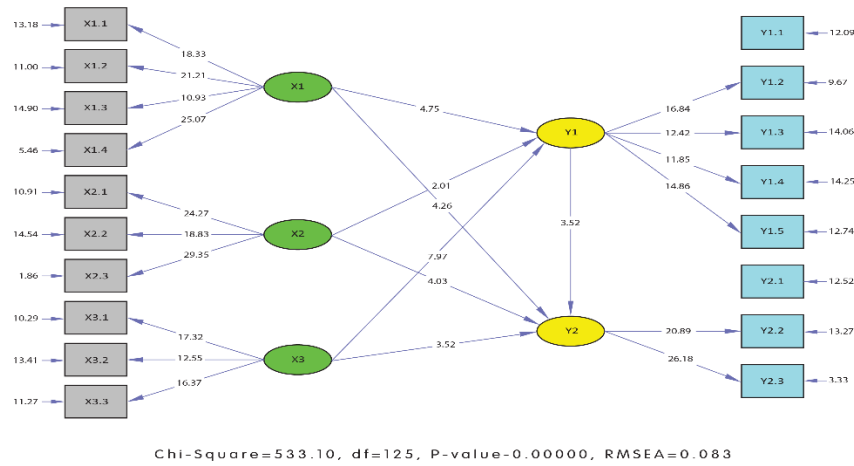 13.18 X1.1
11.00 X1.2
14.90 X1.3
5.46 X1.4
10.91 X2.1
14.54 X2.2
1.86 X2.3
10.29 X3.1
13.41 X3.2
11.27 X3.3
18.33
21.21
10.93
25.07
24.27
18.83
29.35
17.32
12.55
16.37
X1
X2
X3
4.75
2.01
4.26
7.97
4.03
3.52
Y1
3.52
Y2
16.84
12.42
11.85
14.86
20.89
26.18
Y1.1 12.09
Y1.2 9.67
Y1.3 14.06
Y1.4 14.25
Y1.5 12.74
Y2.1 12.52
Y2.2 13.27
Y2.3 3.33
Chi-Square=533.10, df=125, P-value-0.00000, RMSEA=0.083